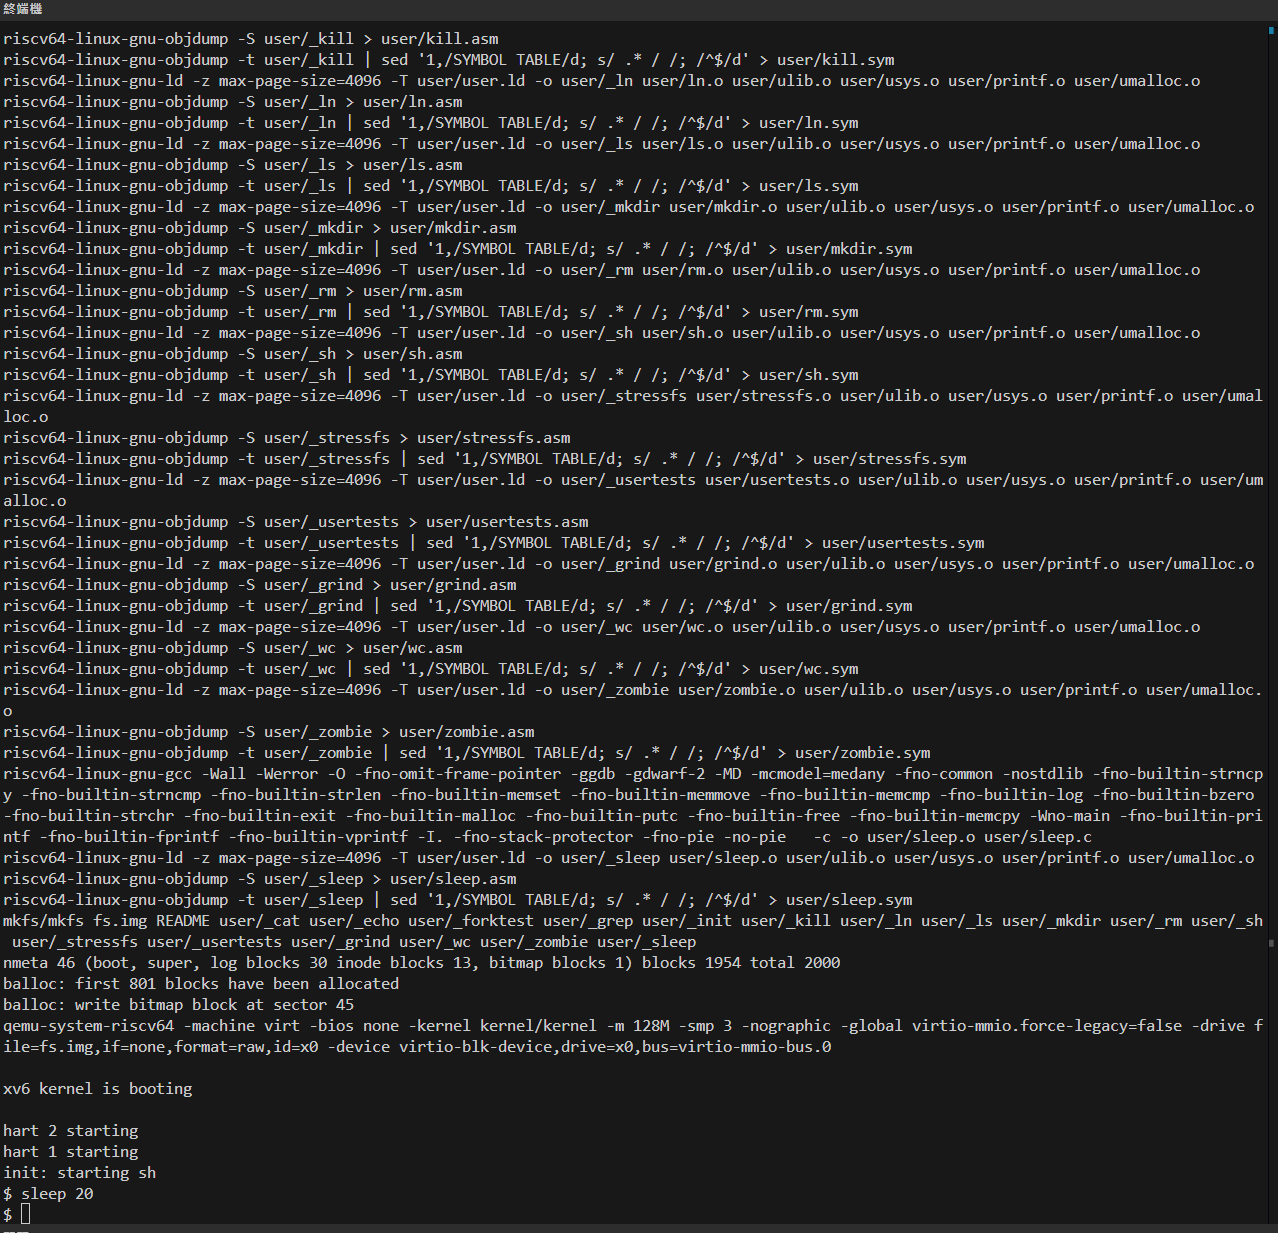 終端機
riscv64-linux-gnu-objdump -S user/_kill > user/kill.asm
riscv64-linux-gnu-objdump -t user/_kill | sed '1,/SYMBOL TABLE/d; s/ .* / /; /^$/d' > user/kill.sym
riscv64-linux-gnu-ld -z max-page-size=4096 -T user/user.ld -o user/_ln user/ln.o user/ulib.o user/usys.o user/printf.o user/umalloc.o
riscv64-linux-gnu-objdump -S user/_ln > user/ln.asm
riscv64-linux-gnu-objdump -t user/_ln | sed '1,/SYMBOL TABLE/d; s/ .* / /; /^$/d' > user/ln.sym
riscv64-linux-gnu-ld -z max-page-size=4096 -T user/user.ld -o user/_ls user/ls.o user/ulib.o user/usys.o user/printf.o user/umalloc.o
riscv64-linux-gnu-objdump -S user/_ls > user/ls.asm
riscv64-linux-gnu-objdump -t user/_ls | sed '1,/SYMBOL TABLE/d; s/ .* / /; /^$/d' > user/ls.sym
riscv64-linux-gnu-ld -z max-page-size=4096 -T user/user.ld -o user/_mkdir user/mkdir.o user/ulib.o user/usys.o user/printf.o user/umalloc.o
riscv64-linux-gnu-objdump -S user/_mkdir > user/mkdir.asm
riscv64-linux-gnu-objdump -t user/_mkdir | sed '1,/SYMBOL TABLE/d; s/ .* / /; /^$/d' > user/mkdir.sym
riscv64-linux-gnu-ld -z max-page-size=4096 -T user/user.ld -o user/_rm user/rm.o user/ulib.o user/usys.o user/printf.o user/umalloc.o
riscv64-linux-gnu-objdump -S user/_rm > user/rm.asm
riscv64-linux-gnu-objdump -t user/_rm | sed '1,/SYMBOL TABLE/d; s/ .* / /; /^$/d' > user/rm.sym
riscv64-linux-gnu-ld -z max-page-size=4096 -T user/user.ld -o user/_sh user/sh.o user/ulib.o user/usys.o user/printf.o user/umalloc.o
riscv64-linux-gnu-objdump -S user/_sh > user/sh.asm
riscv64-linux-gnu-objdump -t user/_sh | sed '1,/SYMBOL TABLE/d; s/ .* / /; /^$/d' > user/sh.sym
riscv64-linux-gnu-ld -z max-page-size=4096 -T user/user.ld -o user/_stressfs user/stressfs.o user/ulib.o user/usys.o user/printf.o user/umal
loc.o
riscv64-linux-gnu-objdump -S user/_stressfs > user/stressfs.asm
riscv64-linux-gnu-objdump -t user/_stressfs | sed '1,/SYMBOL TABLE/d; s/ .* / /; /^$/d' > user/stressfs.sym
riscv64-linux-gnu-ld -z max-page-size=4096 -T user/user.ld -o user/_usertests user/usertests.o user/ulib.o user/usys.o user/printf.o user/um
alloc.o
riscv64-linux-gnu-objdump -S user/_usertests > user/usertests.asm
riscv64-linux-gnu-objdump -t user/_usertests | sed '1,/SYMBOL TABLE/d; s/ .* / /; /^$/d' > user/usertests.sym
riscv64-linux-gnu-ld -z max-page-size=4096 -T user/user.ld -o user/_grind user/grind.o user/ulib.o user/usys.o user/printf.o user/umalloc.o
riscv64-linux-gnu-objdump -S user/_grind > user/grind.asm
riscv64-linux-gnu-objdump -t user/_grind | sed '1,/SYMBOL TABLE/d; s/ .* / /; /^$/d' > user/grind.sym
riscv64-linux-gnu-ld -z max-page-size=4096 -T user/user.ld -o user/_wc user/wc.o user/ulib.o user/usys.o user/printf.o user/umalloc.o
riscv64-linux-gnu-objdump -S user/_wc > user/wc.asm
riscv64-linux-gnu-objdump -t user/_wc | sed '1,/SYMBOL TABLE/d; s/ .* / /; /^$/d' > user/wc.sym
riscv64-linux-gnu-ld -z max-page-size=4096 -T user/user.ld -o user/_zombie user/zombie.o user/ulib.o user/usys.o user/printf.o user/umalloc.
o
riscv64-linux-gnu-objdump -S user/_zombie > user/zombie.asm
riscv64-linux-gnu-objdump -t user/_zombie | sed '1,/SYMBOL TABLE/d; s/ .* / /; /^$/d' > user/zombie.sym
riscv64-linux-gnu-gcc -Wall -Werror -O -fno-omit-frame-pointer -ggdb -gdwarf-2 -MD -mcmodel=medany -fno-common -nostdlib -fno-builtin-strncp
y -fno-builtin-strncmp -fno-builtin-strlen -fno-builtin-memset -fno-builtin-memmove -fno-builtin-memcmp -fno-builtin-log -fno-builtin-bzero
-fno-builtin-strchr -fno-builtin-exit -fno-builtin-malloc -fno-builtin-putc -fno-builtin-free -fno-builtin-memcpy -Wno-main -fno-builtin-pri
ntf -fno-builtin-fprintf -fno-builtin-vprintf -I. -fno-stack-protector -fno-pie -no-pie   -c -o user/sleep.o user/sleep.c
riscv64-linux-gnu-ld -z max-page-size=4096 -T user/user.ld -o user/_sleep user/sleep.o user/ulib.o user/usys.o user/printf.o user/umalloc.o
riscv64-linux-gnu-objdump -S user/_sleep > user/sleep.asm
riscv64-linux-gnu-objdump -t user/_sleep | sed '1,/SYMBOL TABLE/d; s/ .* / /; /^$/d' > user/sleep.sym
mkfs/mkfs fs.img README user/_cat user/_echo user/_forktest user/_grep user/_init user/_kill user/_ln user/_ls user/_mkdir user/_rm user/_sh
 user/_stressfs user/_usertests user/_grind user/_wc user/_zombie user/_sleep
nmeta 46 (boot, super, log blocks 30 inode blocks 13, bitmap blocks 1) blocks 1954 total 2000
balloc: first 801 blocks have been allocated
balloc: write bitmap block at sector 45
qemu-system-riscv64 -machine virt -bios none -kernel kernel/kernel -m 128M -smp 3 -nographic -global virtio-mmio.force-legacy=false -drive f
ile=fs.img,if=none,format=raw,id=x0 -device virtio-blk-device,drive=x0,bus=virtio-mmio-bus.0
xv6 kernel is booting
hart 2 starting
hart 1 starting
init: starting sh
$ sleep 20
$